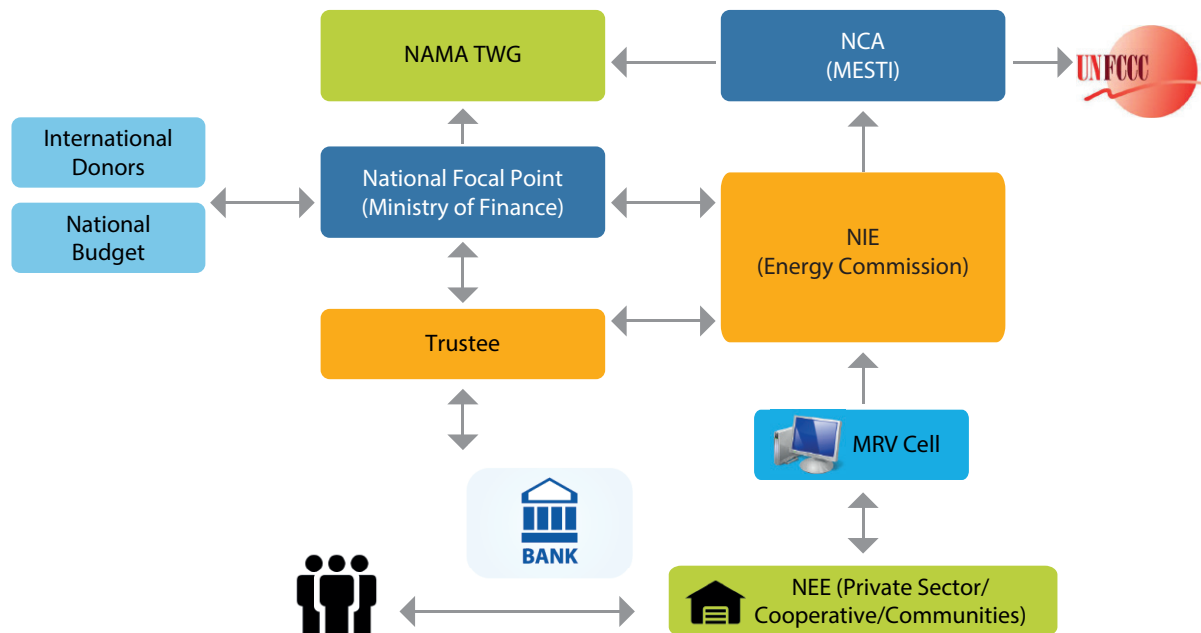 NAMA TWG
NCA
(MESTI)
UNFCCC
International
Donors
National Focal Point
(Ministry of Finance)
National
Budget
NIE
(Energy Commission)
Trustee
MRV Cell
BANK
NEE (Private Sector/
Cooperative/Communities)